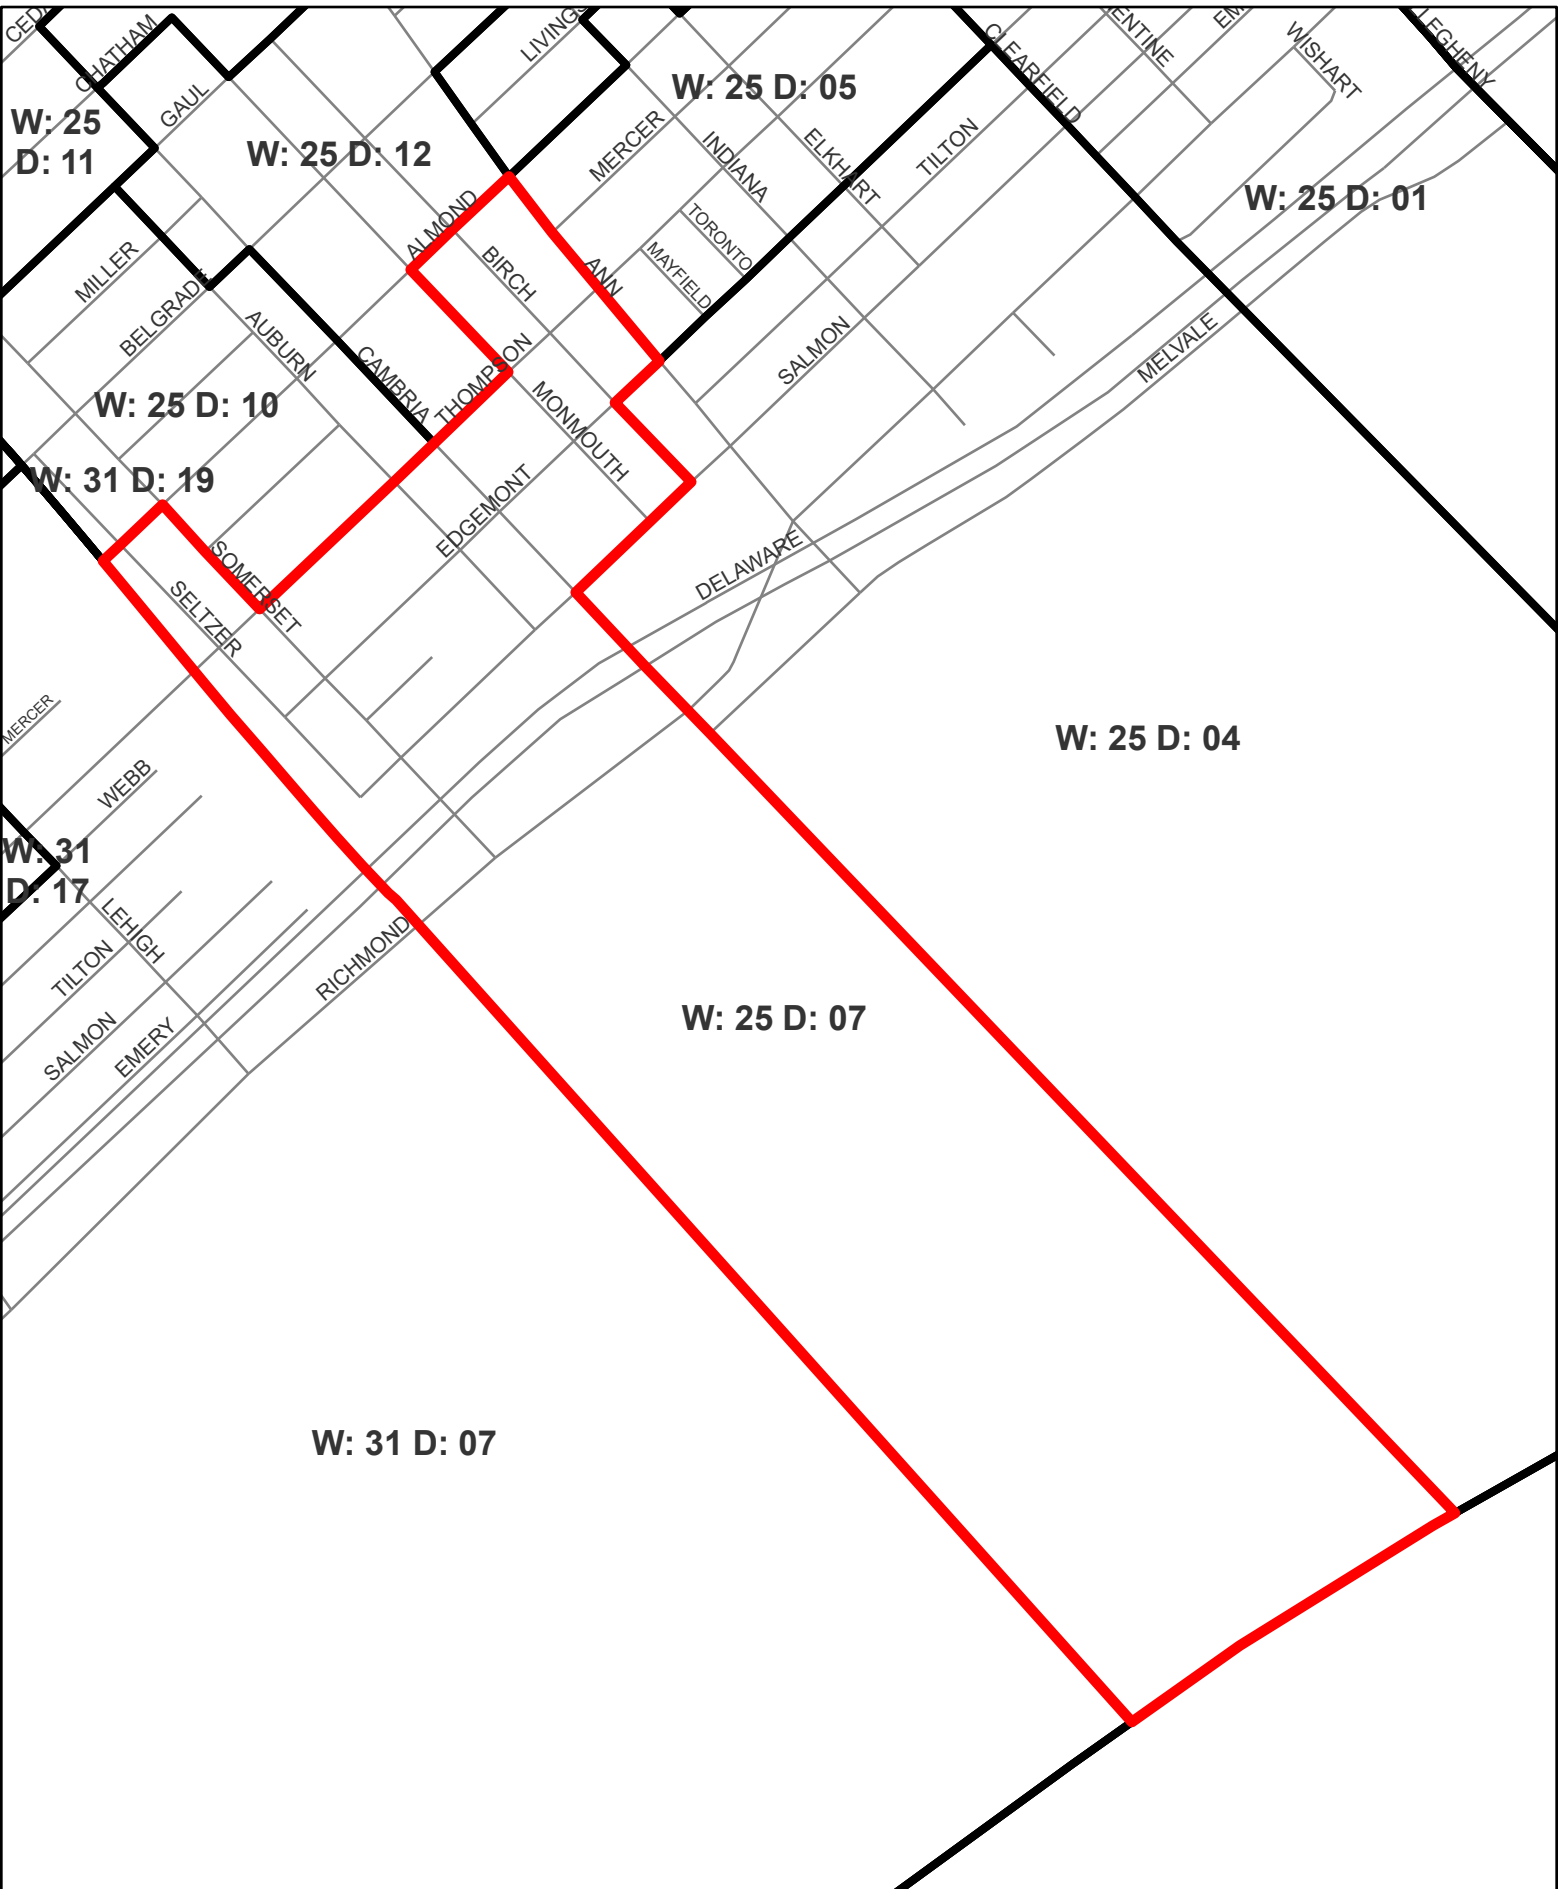 CHATHAM
GAUL
LIVINGS
CLEARFIELD
WISHART
W: 25 D: 05
W: 25
D: 11
W: 25 D: 12
MERCER
INDIANA
ELKHART
TILTON
W: 25 D: 01
ALMOND
TORONTO
MILLER
BIRCH
ANN
MAYFIELD
BELGRADE
AUBURN
CAMBRIA
THOMPSON
SALMON
MELVALE
W: 25 D: 10
MONMOUTH
W: 31 D: 19
EDGEMONT
SOMERSET
DELAWARE
SELTZER
MERCER
W: 25 D: 04
WEBB
W: 31
D: 17
LEHIGH
TILTON
RICHMOND
W: 25 D: 07
SALMON
EMERY
W: 31 D: 07